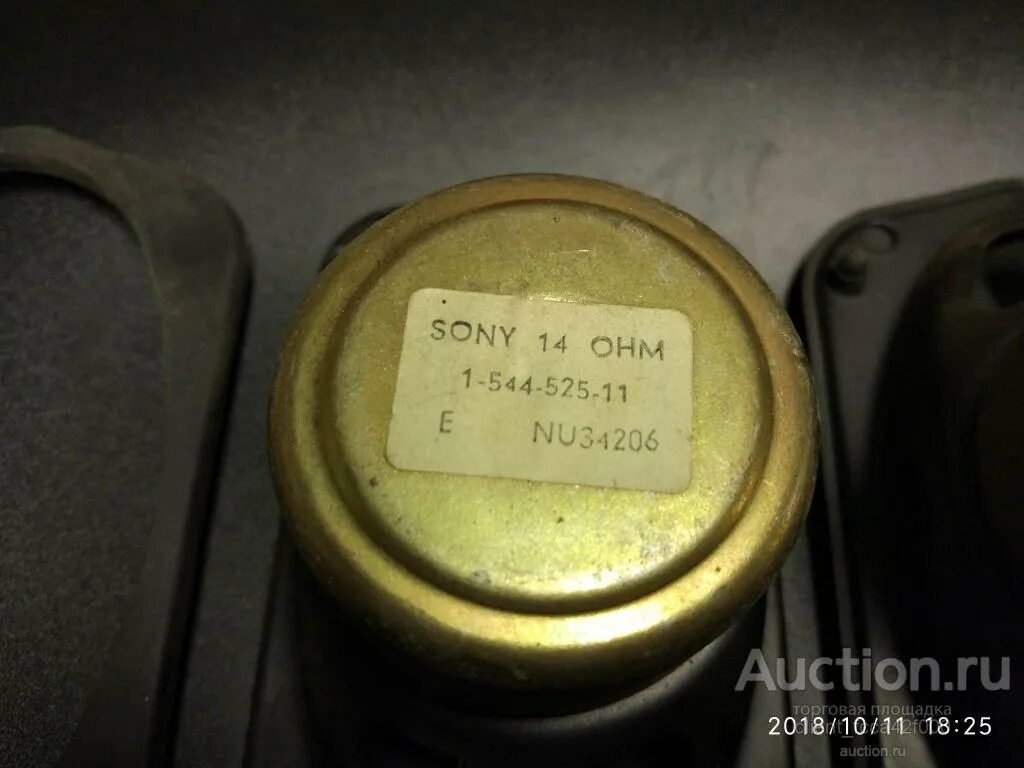 SONY 14 OHM
1-544-525-11
E NU34206
Auction.ru
торговая площадка
2018/10/11 18:25
auction.ru